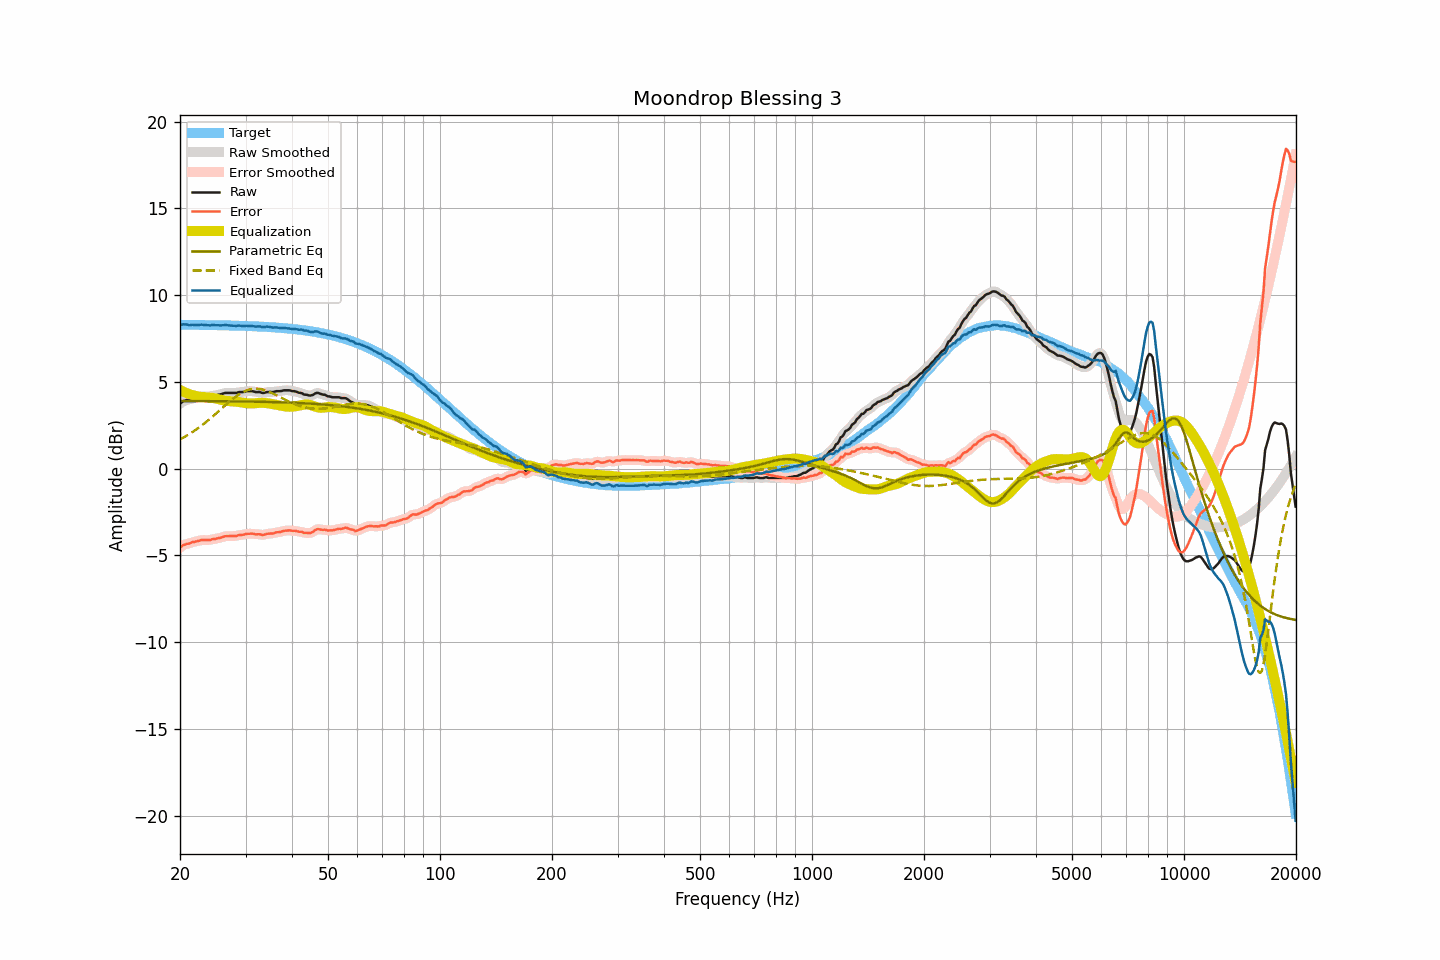 Moondrop Blessing 3
Amplitude (dBr)
20
15
10
5
0
−5
−10
−15
−20
Target
Raw Smoothed
Error Smoothed
Raw
Error
Equalization
Parametric Eq
Fixed Band Eq
Equalized
20 50 100 200 500 1000 2000 5000 10000 20000
Frequency (Hz)